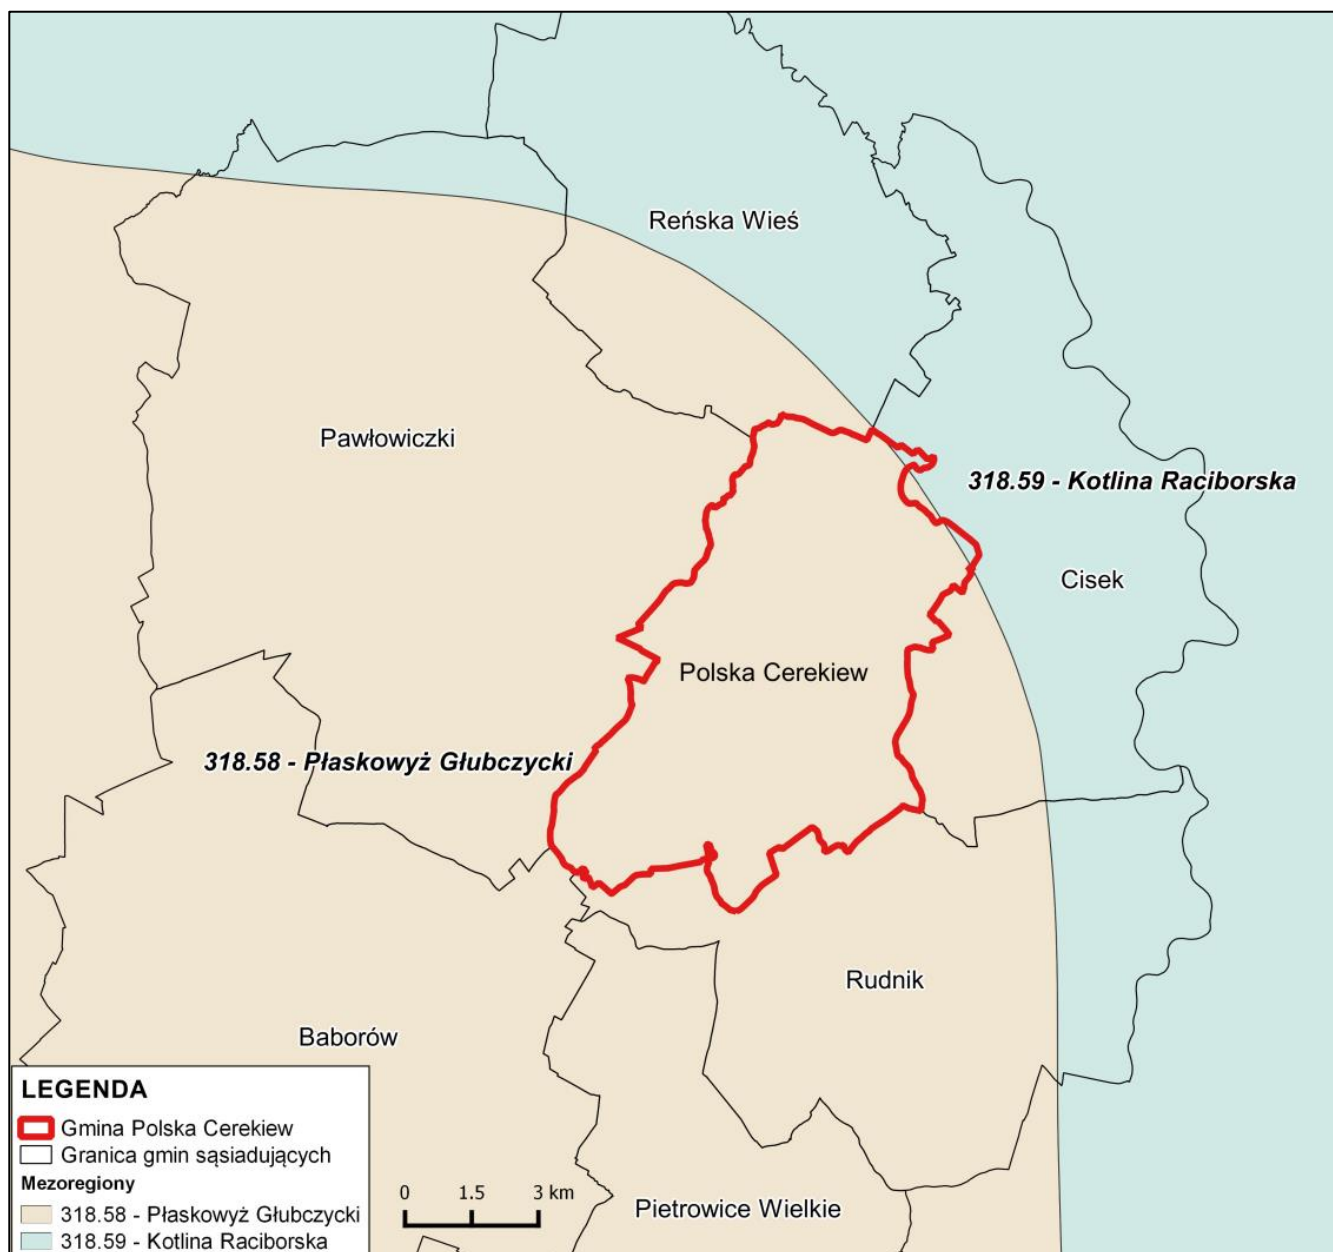 Reńska Wieś
Pawłowiczki
318.59 - Kotlina Raciborska
Cisek
Polska Cerekiew
318.58 - Płaskowyż Głubczycki
Rudnik
Baborów
LEGENDA
Gmina Polska Cerekiew
Granica gmin sąsiadujących
Mezoregiony
318.58 - Płaskowyż Głubczycki
318.59 - Kotlina Raciborska
0 1.5 3 km
Pietrowice Wielkie